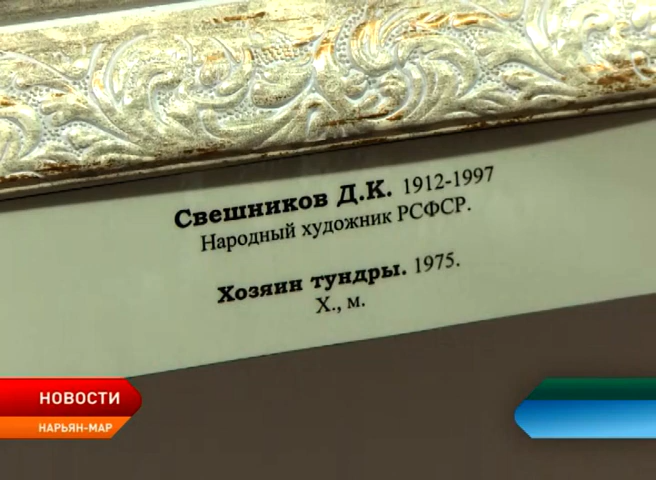 Свешников Д.К. 1912-1997
Народный художник РСФСР.
Хозяин тундры. 1975.
Х., м.
НОВОСТИ
НАРЬЯН-МАР